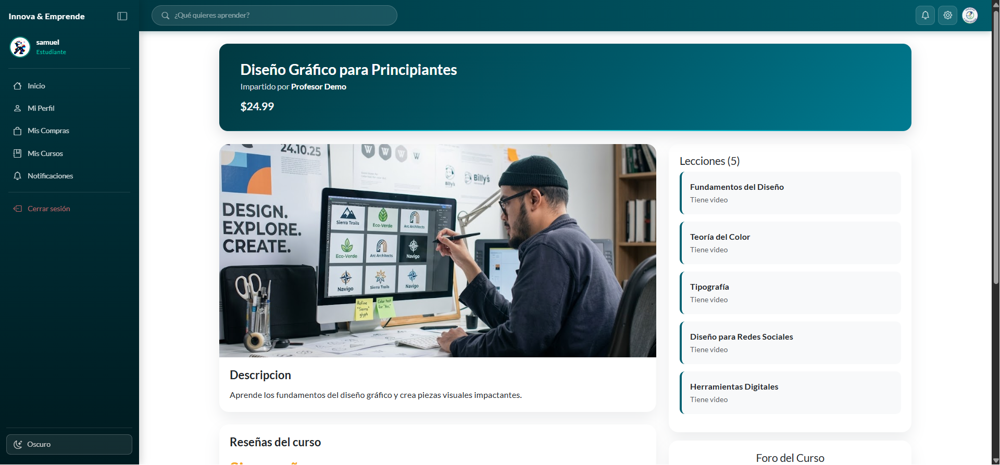 Innova & Emprende
samuel
Estudiante
Inicio
Mi Perfil
Mis Compras
Mis Cursos
Notificaciones
Cerrar sesión
Oscuro
¿Qué quieres aprender?
Diseño Gráfico para Principiantes
Impartido por Profesor Demo
$24.99
24.10.25
W W W W
Billy's
Billy's
DESIGN.
EXPLORE.
CREATE.
Sierra Trails
Eco-Verde
Arc Architects
Eco-Verde
Arc Architects
Navigo
Navigo
Sierra Trails
Navigo
Refine
"Sierra"
glyph
Color test
for "Arc"
Descripcion
Aprende los fundamentos del diseño gráfico y crea piezas visuales impactantes.
Reseñas del curso
Lecciones (5)
Fundamentos del Diseño
Tiene video
Teoría del Color
Tiene video
Tipografía
Tiene video
Diseño para Redes Sociales
Tiene video
Herramientas Digitales
Tiene video
Foro del Curso